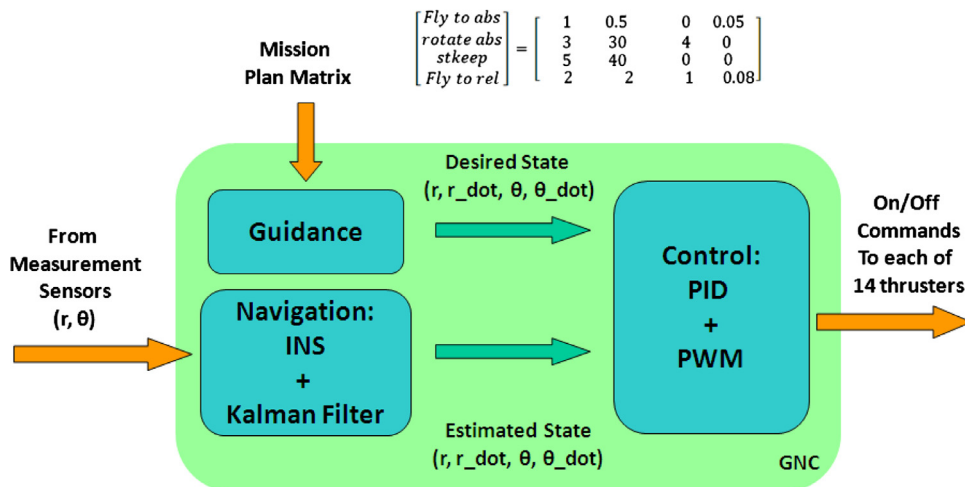 Mission
Plan Matrix
Fly to abs
rotate abs
stkeep
Fly to rel
=
1 0.5 0 0.05
3 30 4 0
5 40 0 0
2 2 1 0.08
Desired State
(r, r_dot, θ, θ_dot)
Guidance
From
Measurement
Sensors
(r, θ)
Navigation:
INS
+
Kalman Filter
Control:
PID
+
PWM
On/Off
Commands
To each of
14 thrusters
Estimated State
(r, r_dot, θ, θ_dot)
GNC